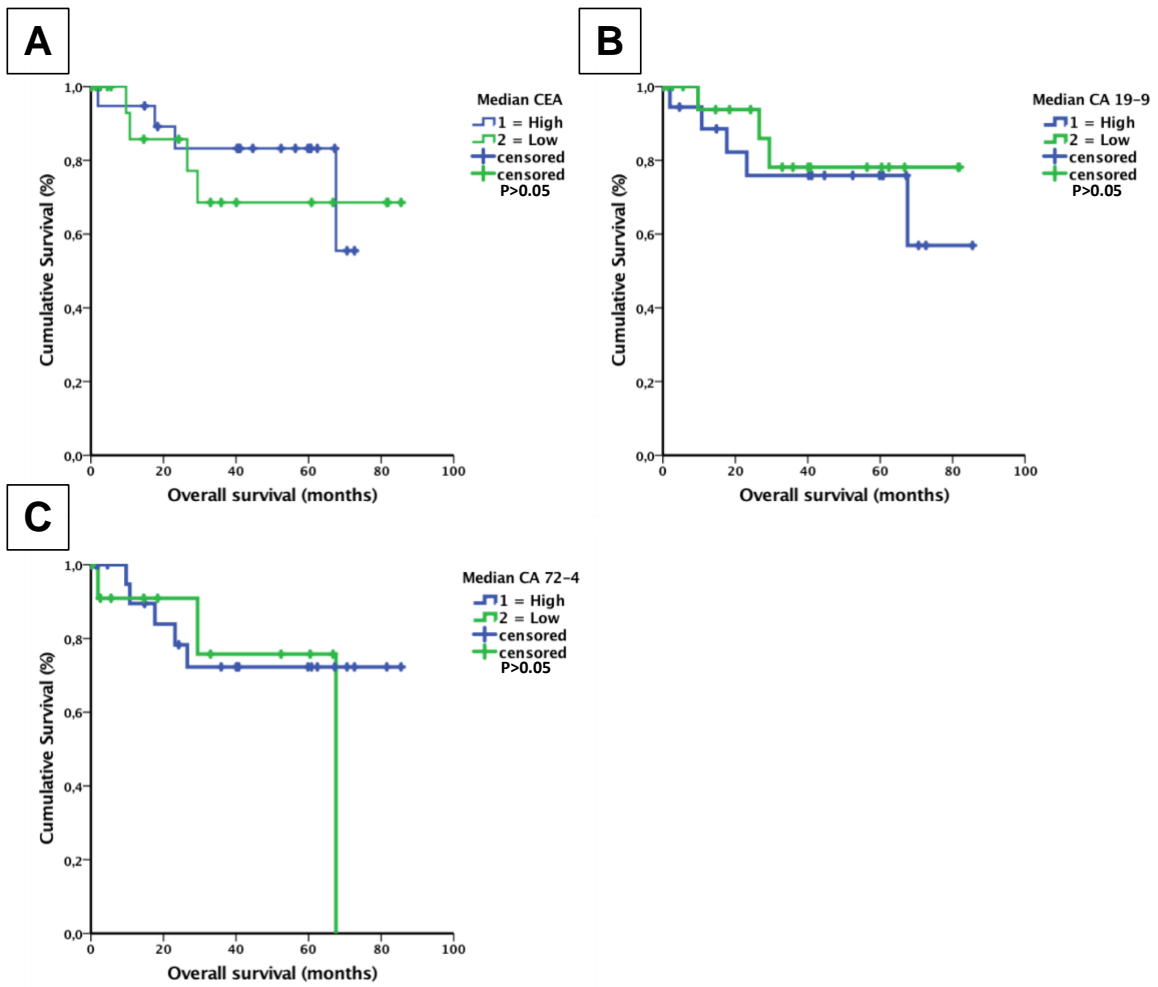 A
Cumulative Survival (%)
1,0
0,8
0,6
0,4
0,2
0,0
0 20 40 60 80 100
Overall survival (months)
Median CEA
1 = High
2 = Low
censored
censored
P>0.05
B
Cumulative Survival (%)
1,0
0,8
0,6
0,4
0,2
0,0
0 20 40 60 80 100
Overall survival (months)
Median CA 19-9
1 = High
2 = Low
censored
censored
P>0.05
C
Cumulative Survival (%)
1,0
0,8
0,6
0,4
0,2
0,0
0 20 40 60 80 100
Overall survival (months)
Median CA 72-4
1 = High
2 = Low
censored
censored
P>0.05